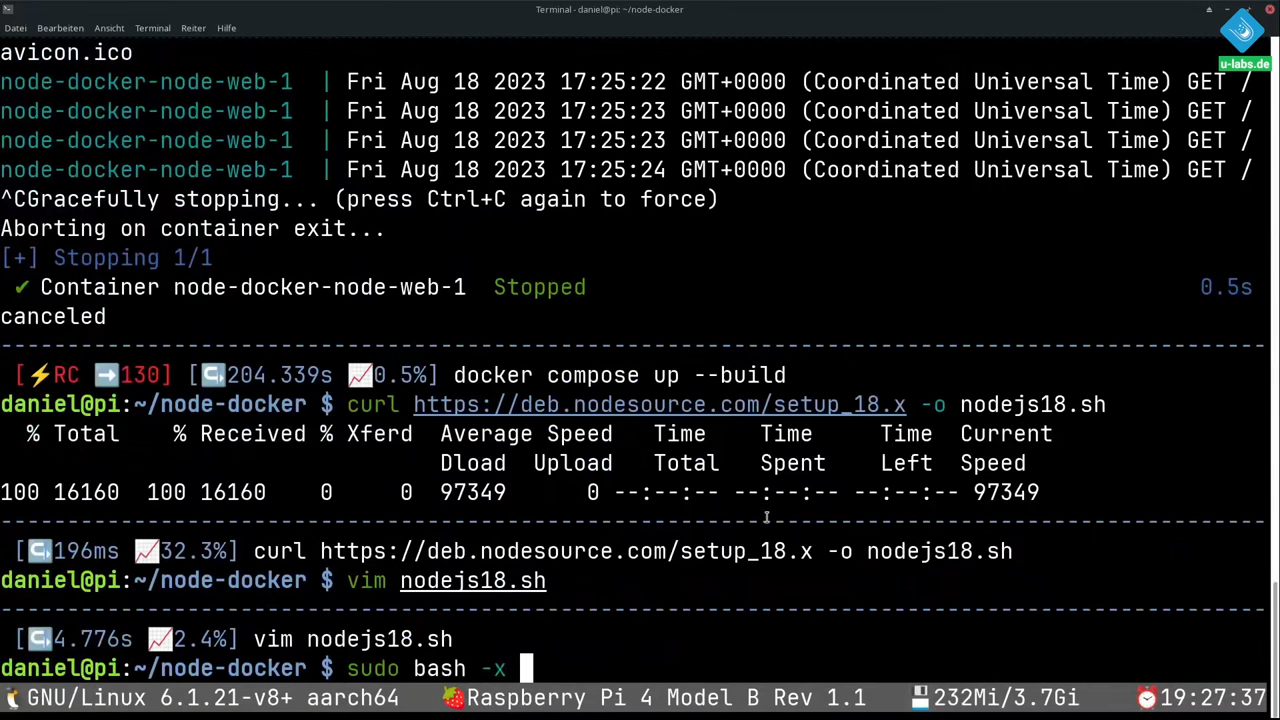 Terminal - daniel@pi: ~/node-docker
Datei Bearbeiten Ansicht Terminal Reiter Hilfe
u-labs.de
avicon.ico
node-docker-node-web-1 | Fri Aug 18 2023 17:25:22 GMT+0000 (Coordinated Universal Time) GET /
node-docker-node-web-1 | Fri Aug 18 2023 17:25:23 GMT+0000 (Coordinated Universal Time) GET /
node-docker-node-web-1 | Fri Aug 18 2023 17:25:23 GMT+0000 (Coordinated Universal Time) GET /
node-docker-node-web-1 | Fri Aug 18 2023 17:25:24 GMT+0000 (Coordinated Universal Time) GET /
^CGracefully stopping... (press Ctrl+C again to force)
Aborting on container exit...
[+] Stopping 1/1
✔ Container node-docker-node-web-1 Stopped 0.5s
canceled
[⚡RC ➡️130] [↪️204.339s 📈0.5%] docker compose up --build
daniel@pi:~/node-docker $ curl https://deb.nodesource.com/setup_18.x -o nodejs18.sh
% Total % Received % Xferd Average Speed Time Time Time Current
Dload Upload Total Spent Left Speed
100 16160 100 16160 0 0 97349 0 --:--:-- --:--:-- --:--:-- 97349
[↪️196ms 📈32.3%] curl https://deb.nodesource.com/setup_18.x -o nodejs18.sh
daniel@pi:~/node-docker $ vim nodejs18.sh
[↪️4.776s 📈2.4%] vim nodejs18.sh
daniel@pi:~/node-docker $ sudo bash -x
GNU/Linux 6.1.21-v8+ aarch64 🍓Raspberry Pi 4 Model B Rev 1.1 💾232Mi/3.7Gi ⏰19:27:37